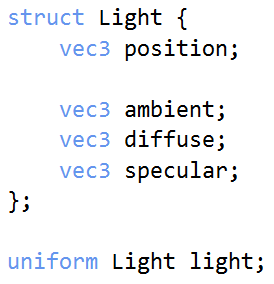 struct Light {
    vec3 position;

    vec3 ambient;
    vec3 diffuse;
    vec3 specular;
};

uniform Light light;